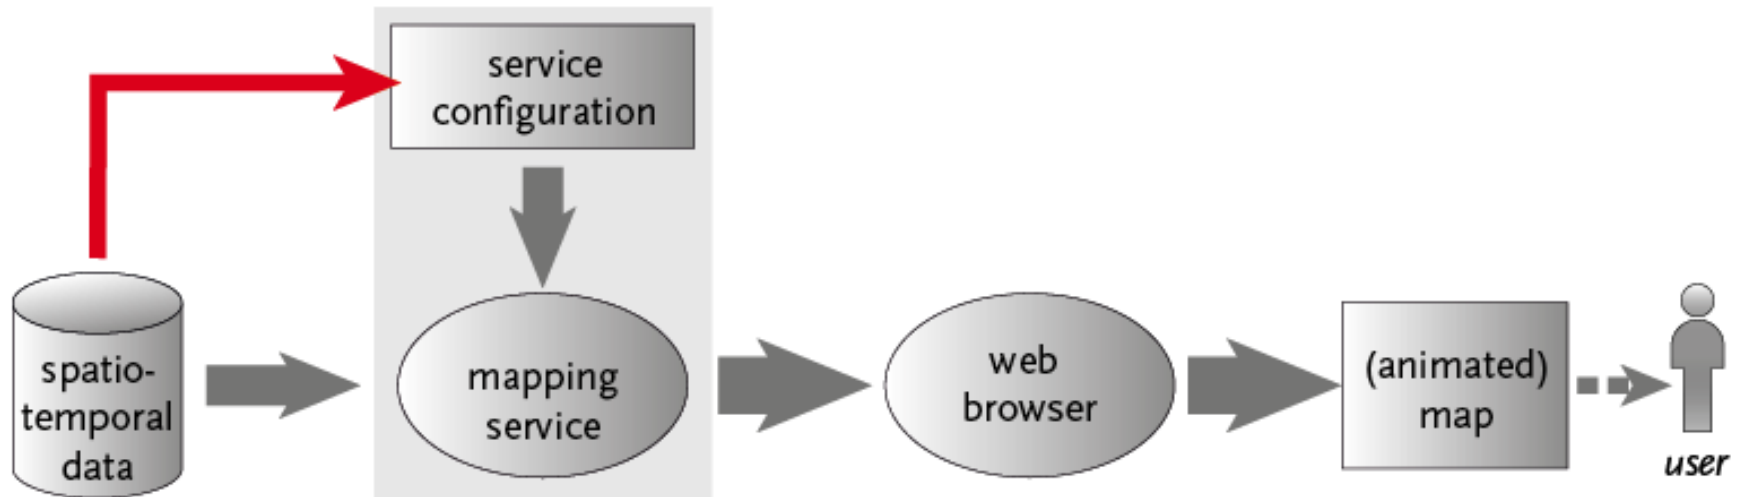 service
configuration
spatio-
temporal
data
mapping
service
web
browser
(animated)
map
user